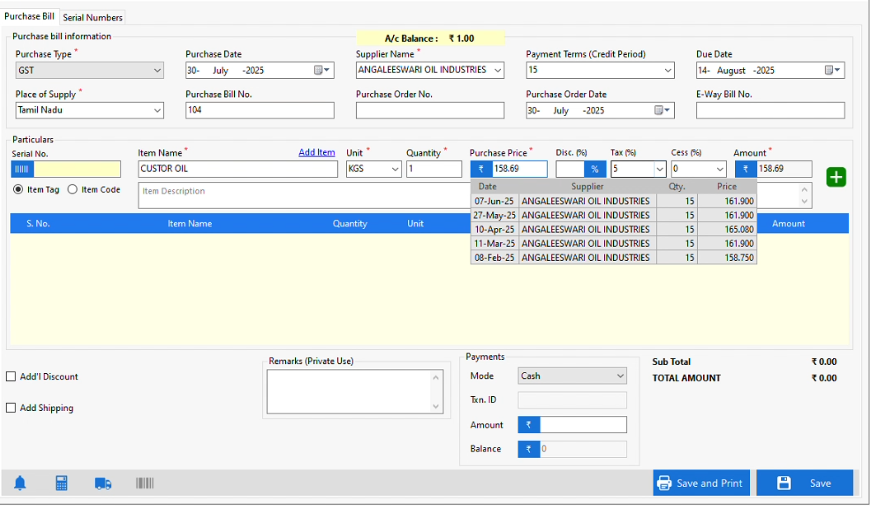 Purchase Bill Serial Numbers
Purchase bill information
A/c Balance : ₹ 1.00
Purchase Type * Purchase Date Supplier Name * Payment Terms (Credit Period) Due Date
GST 30- July -2025 ANGALEESWARI OIL INDUSTRIES 15 14- August -2025
Place of Supply * Purchase Bill No. Purchase Order No. Purchase Order Date E-Way Bill No.
Tamil Nadu 104 30- July -2025
Particulars
Serial No. Item Name * Add Item Unit * Quantity * Purchase Price * Disc. (%) Tax (%) Cess (%) Amount *
CUSTOR OIL KGS 1 ₹ 158.69 % 5 0 ₹ 158.69
Item Tag Item Code Item Description
Date Supplier Qty. Price
07-Jun-25 ANGALEESWARI OIL INDUSTRIES 15 161.900
27-May-25 ANGALEESWARI OIL INDUSTRIES 15 161.900
10-Apr-25 ANGALEESWARI OIL INDUSTRIES 15 165.080
11-Mar-25 ANGALEESWARI OIL INDUSTRIES 15 161.900
08-Feb-25 ANGALEESWARI OIL INDUSTRIES 15 158.750
S. No. Item Name Quantity Unit Amount
Add'l Discount
Add Shipping
Remarks (Private Use)
Payments
Mode Cash
Txn. ID
Amount ₹
Balance ₹ 0
Sub Total ₹ 0.00
TOTAL AMOUNT ₹ 0.00
Save and Print Save